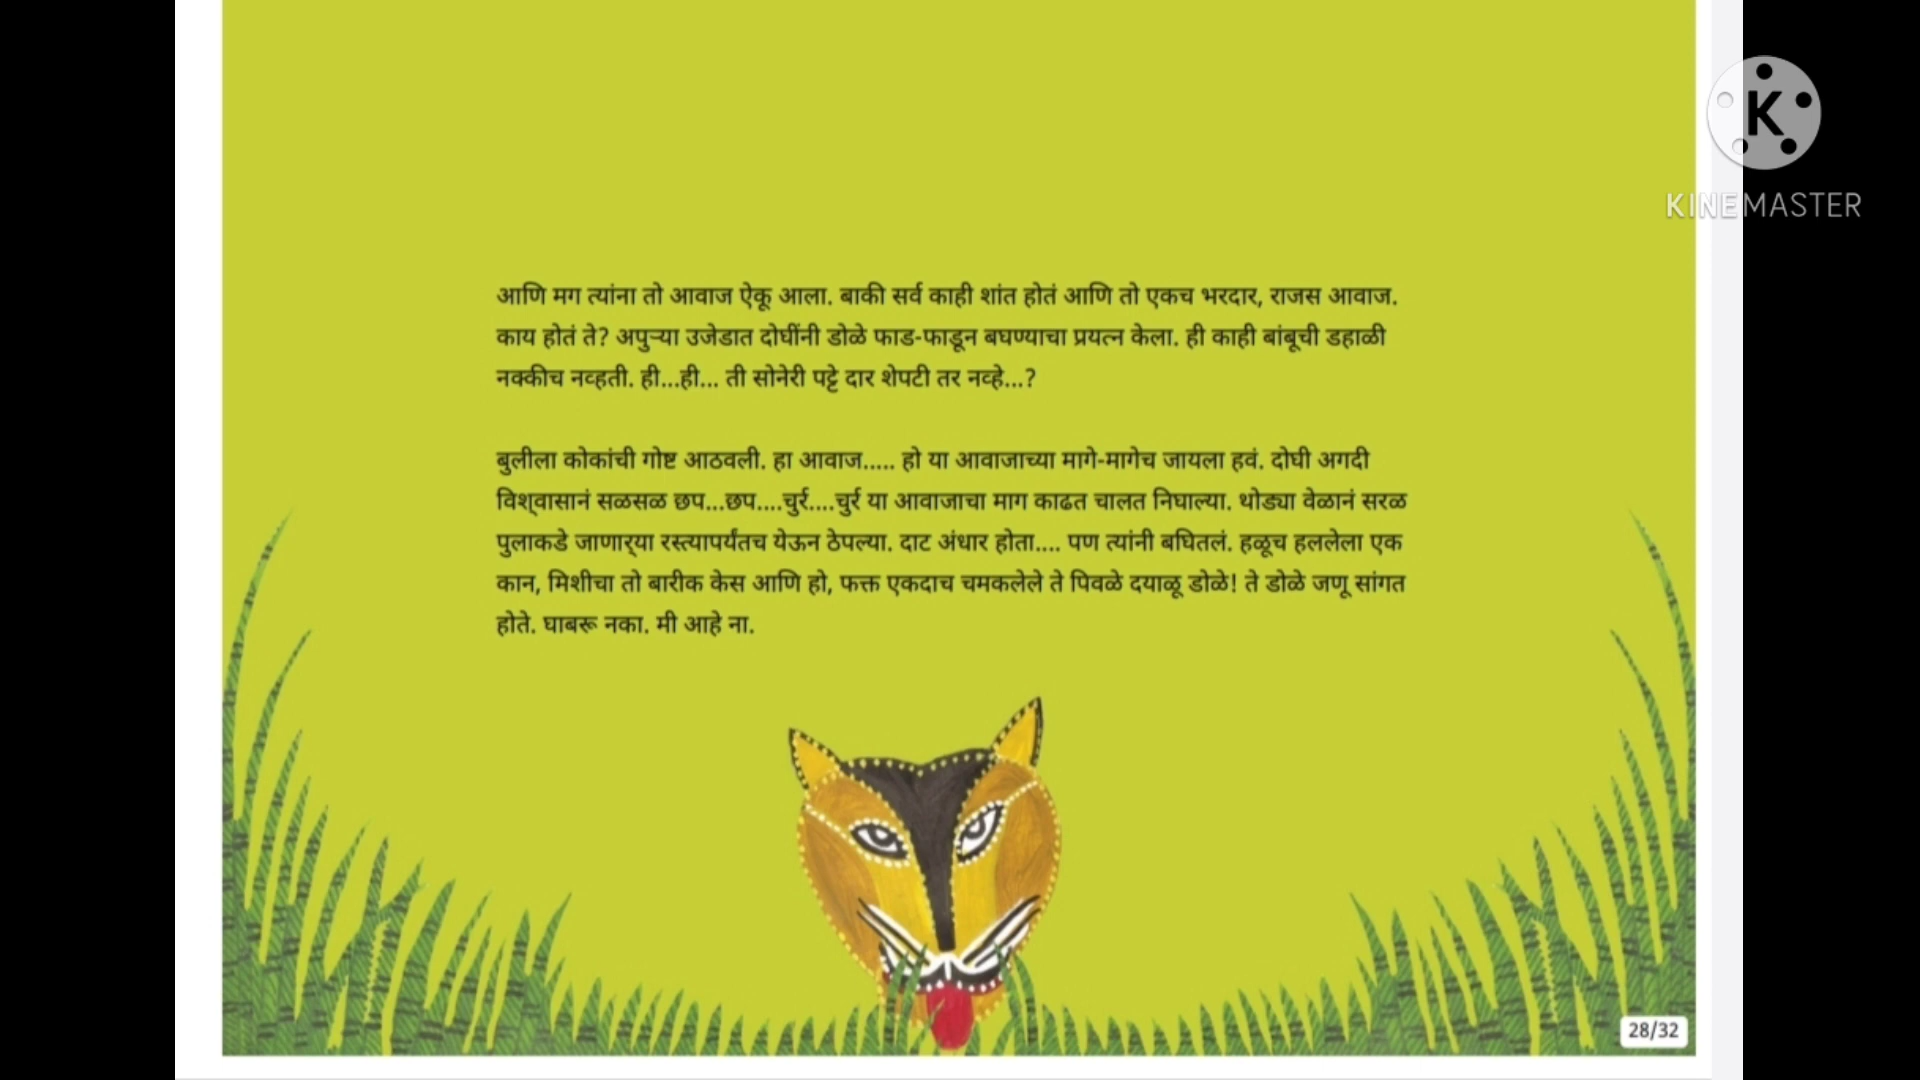 आणि मग त्यांना तो आवाज ऐकू आला. बाकी सर्व काही शांत होतं आणि तो एकच भरदार, राजस आवाज.
काय होतं ते? अपुऱ्या उजेडात दोघींनी डोळे फाड-फाडून बघण्याचा प्रयत्न केला. ही काही बांबूची डहाळी
नक्कीच नव्हती. ही...ही... ती सोनेरी पट्टे दार शेपटी तर नव्हे...?
बुलीला कोकांची गोष्ट आठवली. हा आवाज..... हो या आवाजाच्या मागे-मागेच जायला हवं. दोघी अगदी
विश्‌वासानं सळसळ छप...छप....चुर्र....चुर्र या आवाजाचा माग काढत चालत निघाल्या. थोड्या वेळानं सरळ
पुलाकडे जाणाऱ्या रस्त्यापर्यंतच येऊन ठेपल्या. दाट अंधार होता.... पण त्यांनी बघितलं. हळूच हललेला एक
कान, मिशीचा तो बारीक केस आणि हो, फक्त एकदाच चमकलेले ते पिवळे दयाळू डोळे! ते डोळे जणू सांगत
होते. घाबरू नका. मी आहे ना.
28/32
K
KINEMASTER